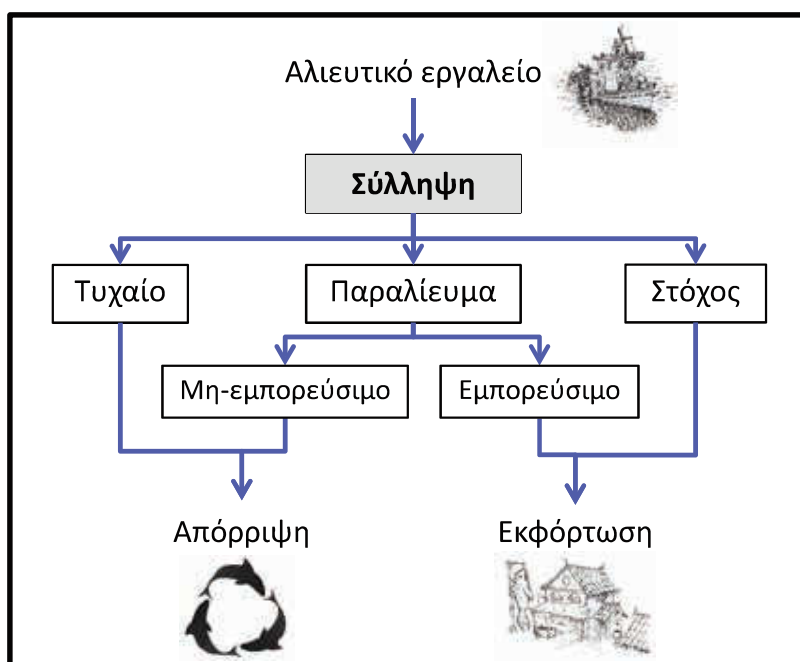 Αλιευτικό εργαλείο
Σύλληψη
Τυχαίο
Παραλίευμα
Στόχος
Μη-εμπορεύσιμο
Εμπορεύσιμο
Απόρριψη
Εκφόρτωση